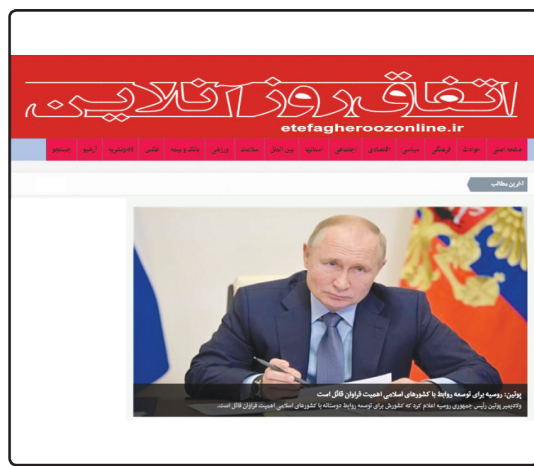 اتفاق روز آنلاین
etefagheroozonline.ir
صفحه اصلی حوادث فرهنگی سیاسی اقتصادی اجتماعی استانها بین الملل سلامت ورزشی بانک و بیمه عکس کاغذنشریه آرشیو جستجو
آخرین مطالب
پوتین: روسیه برای توسعه روابط با کشورهای اسلامی اهمیت فراوان قائل است
ولادیمیر پوتین رئیس جمهوری روسیه اعلام کرد که کشورش برای توسعه روابط دوستانه با کشورهای اسلامی اهمیت فراوان قائل است.